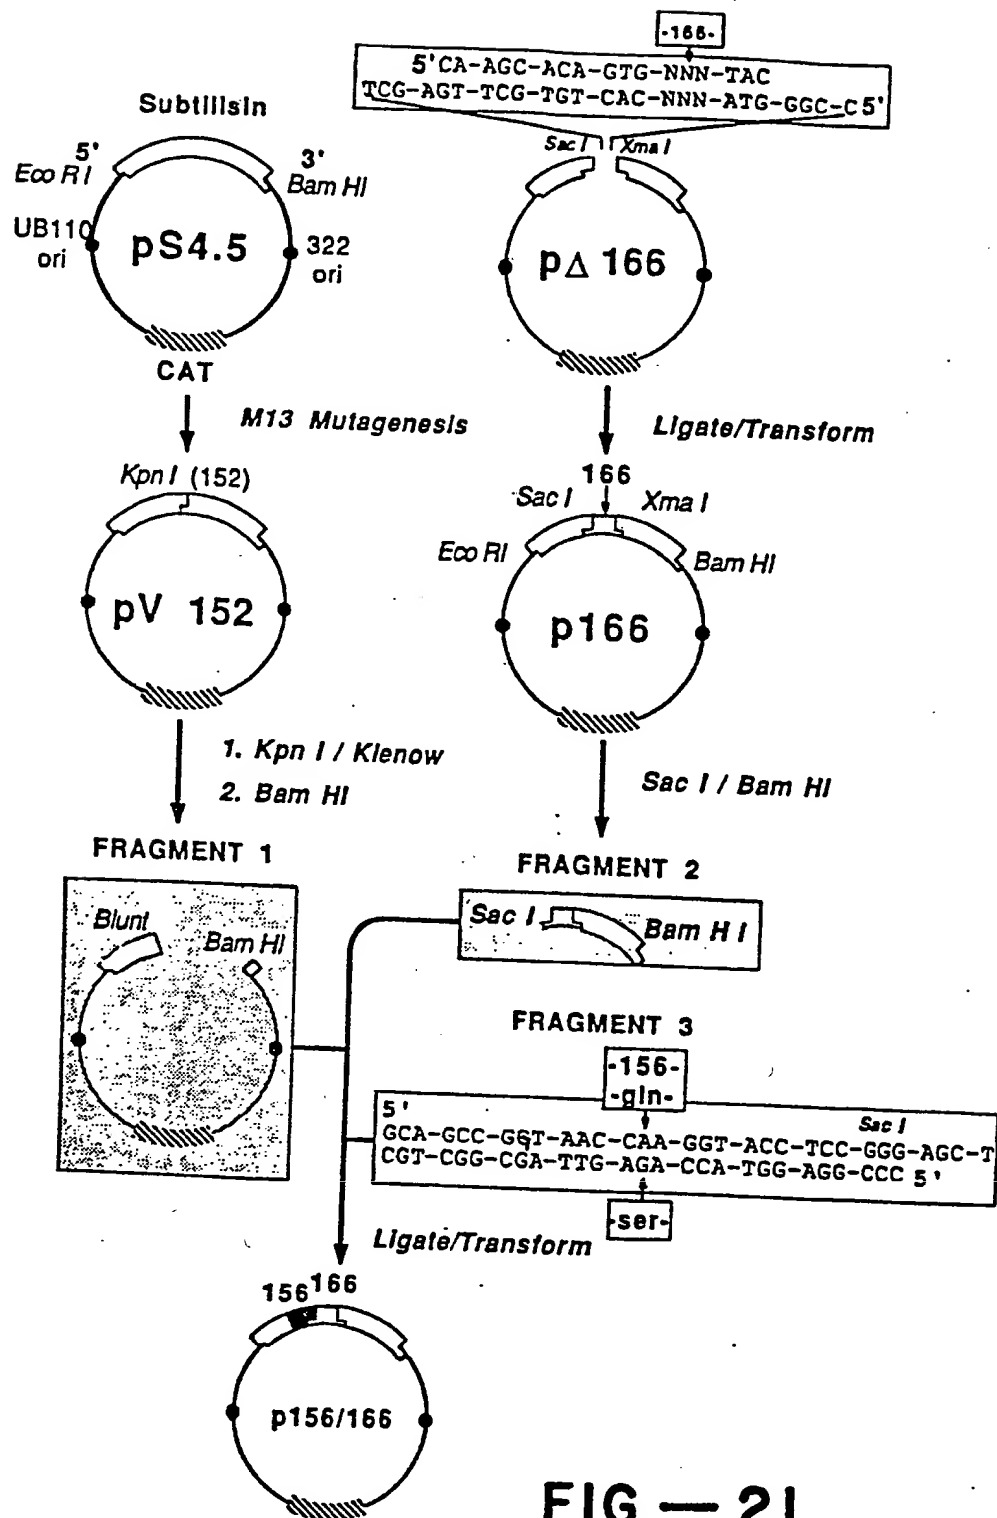 -166-
5'CA-AGC-ACA-GTG-NNN-TAC
TCG-AGT-TCG-TGT-CAC-NNN-ATG-GGC-C5'
Subtilisin
5'
3'
Eco RI
Bam HI
Sac I
Xma I
UB110
ori
pS4.5
322
ori
p∆ 166
CAT
M13 Mutagenesis
Ligate/Transform
Kpn I (152)
166
Sac I
Xma I
Eco RI
Bam HI
pV 152
p166
1. Kpn I / Klenow
2. Bam HI
Sac I / Bam HI
FRAGMENT 1
FRAGMENT 2
Blunt
Bam HI
Sac I
Bam H I
FRAGMENT 3
-156-
-gln-
5'
Sac I
GCA-GCC-GGT-AAC-CAA-GGT-ACC-TCC-GGG-AGC-T
CGT-CGG-CGA-TTG-AGA-CCA-TGG-AGG-CCC 5'
-ser-
Ligate/Transform
156
166
p156/166
FIG — 21